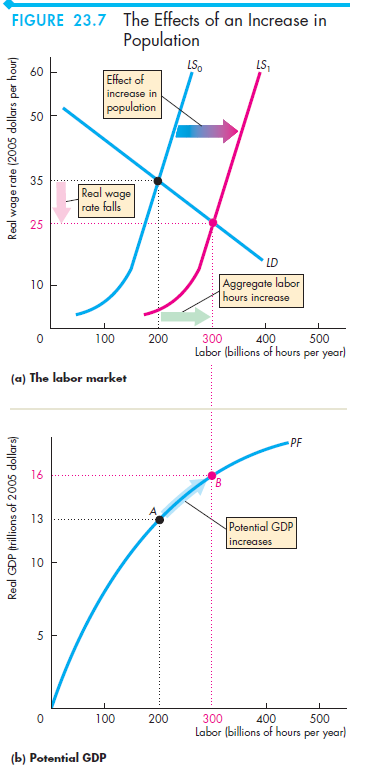 FIGURE 23.7 The Effects of an Increase in
Population
Real wage rate (2005 dollars per hour)
60
50
35
25
10
0
LS0
LS1
Effect of
increase in
population
Real wage
rate falls
LD
Aggregate labor
hours increase
100 200 300 400 500
Labor (billions of hours per year)
(a) The labor market
Real GDP (trillions of 2005 dollars)
16
13
10
5
0
PF
B
A
Potential GDP
increases
100 200 300 400 500
Labor (billions of hours per year)
(b) Potential GDP